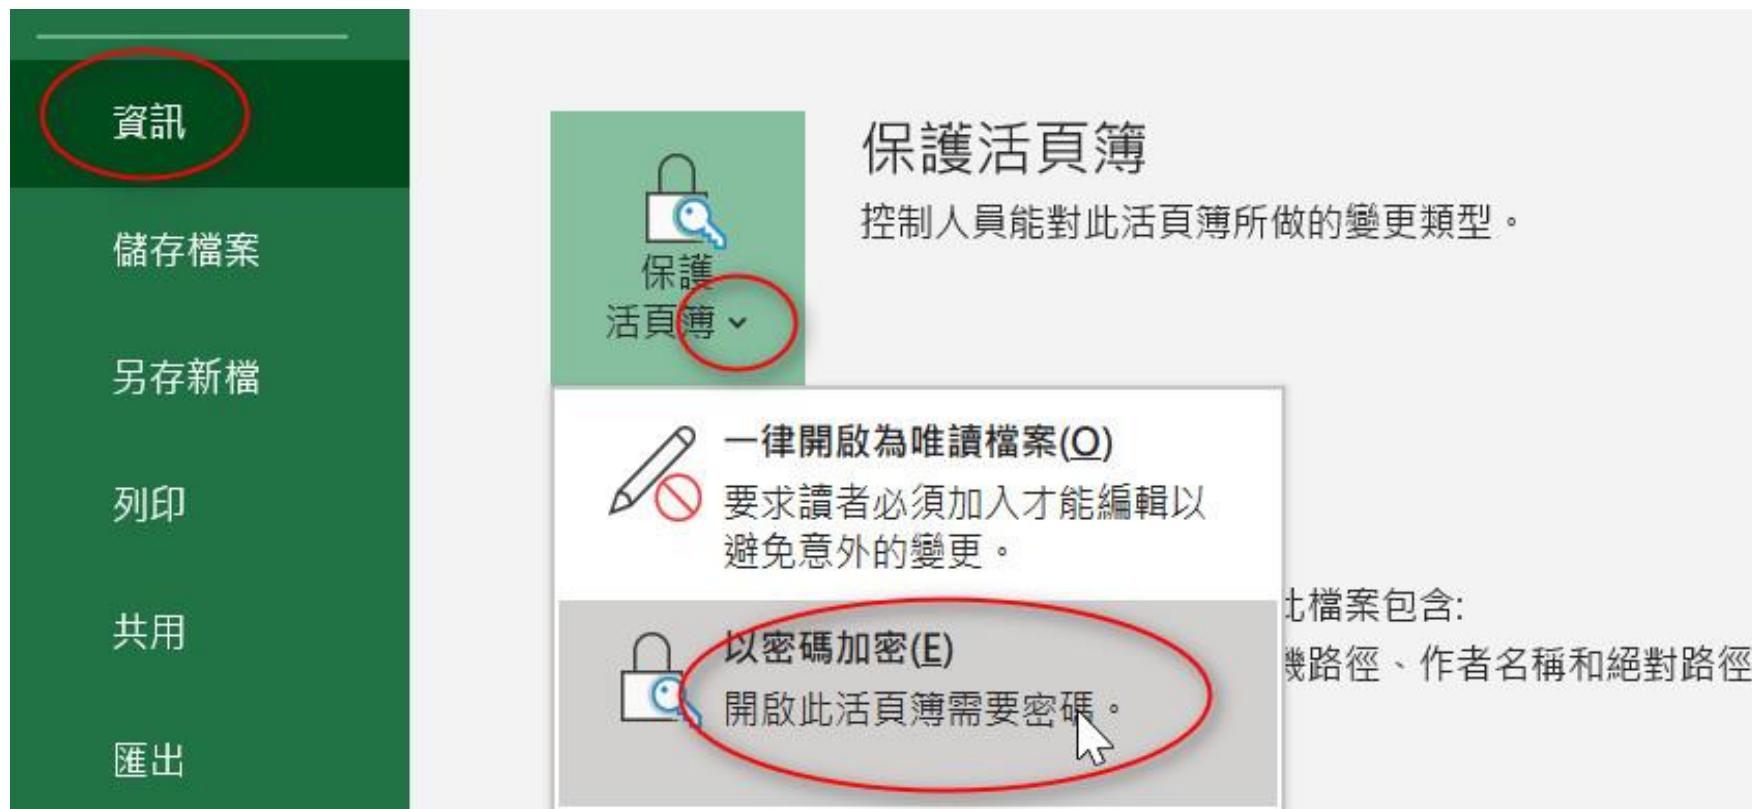 資訊
儲存檔案
另存新檔
列印
共用
匯出
保護
活頁簿
保護活頁簿
控制人員能對此活頁簿所做的變更類型。
一律開啟為唯讀檔案(O)
要求讀者必須加入才能編輯以
避免意外的變更。
以密碼加密(E)
開啟此活頁簿需要密碼。
檔案包含:
路徑、作者名稱和絕對路徑